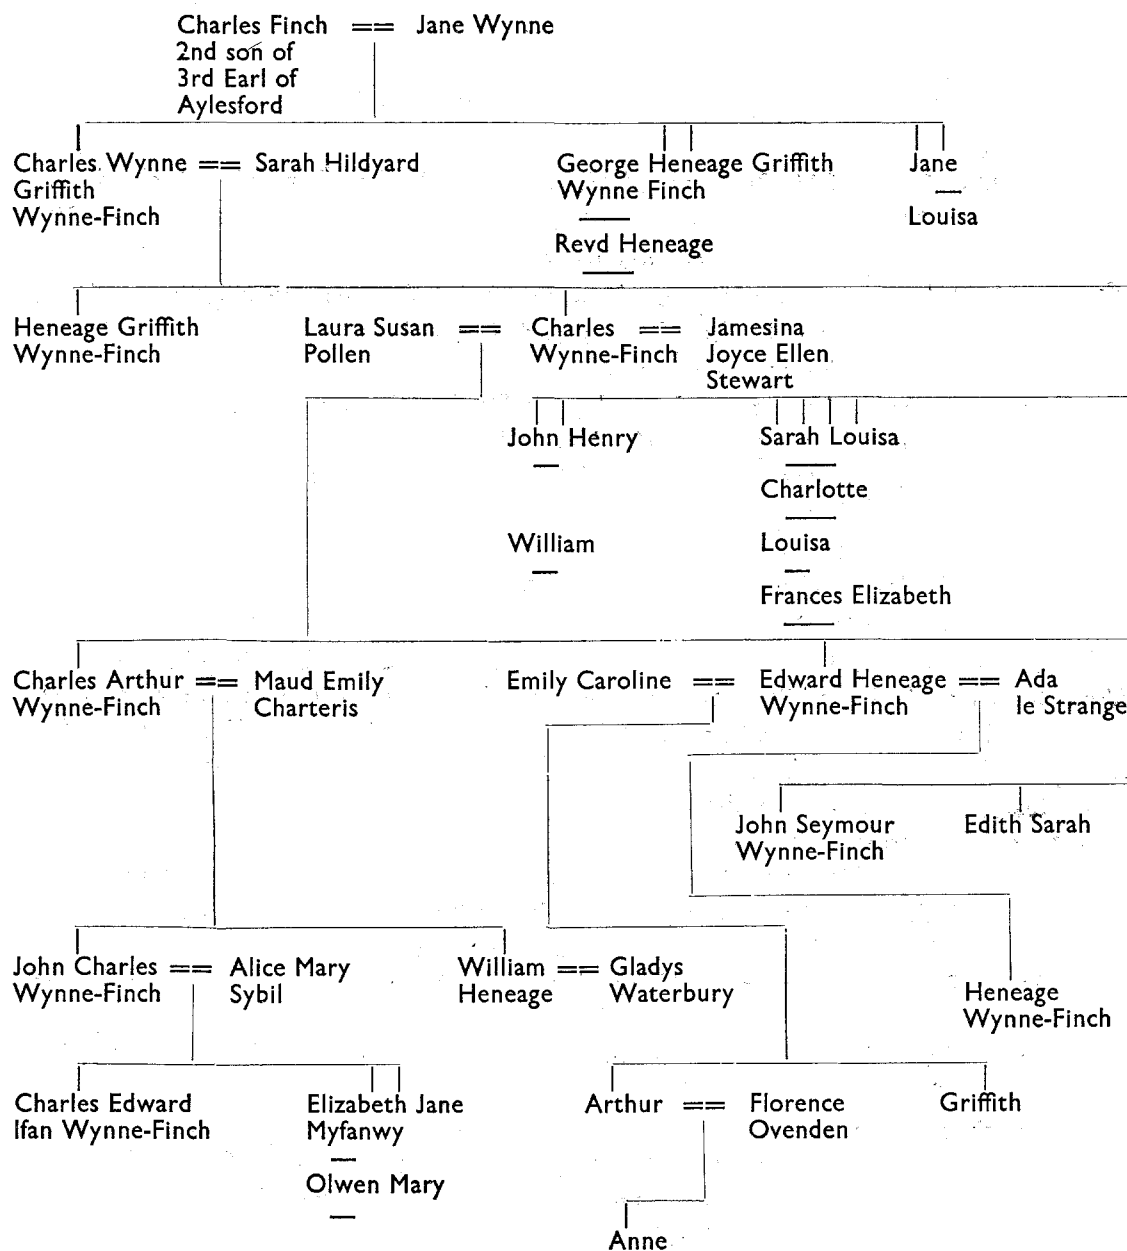 Charles Finch == Jane Wynne
2nd son of
3rd Earl of
Aylesford
Charles Wynne == Sarah Hildyard
Griffith
Wynne-Finch
George Heneage Griffith
Wynne Finch
Revd Heneage
Jane
Louisa
Heneage Griffith
Wynne-Finch
Laura Susan
Pollen
==
Charles
Wynne-Finch
==
Jamesina
Joyce Ellen
Stewart
John Henry
William
Sarah Louisa
Charlotte
Louisa
Frances Elizabeth
Charles Arthur
Wynne-Finch
==
Maud Emily
Charteris
Emily Caroline
==
Edward Heneage
Wynne-Finch
==
Ada
le Strange
John Seymour
Wynne-Finch
Edith Sarah
John Charles
Wynne-Finch
==
Alice Mary
Sybil
William
Heneage
==
Gladys
Waterbury
Heneage
Wynne-Finch
Charles Edward
Ifan Wynne-Finch
Elizabeth Jane
Myfanwy
Olwen Mary
Arthur
==
Florence
Ovenden
Griffith
Anne